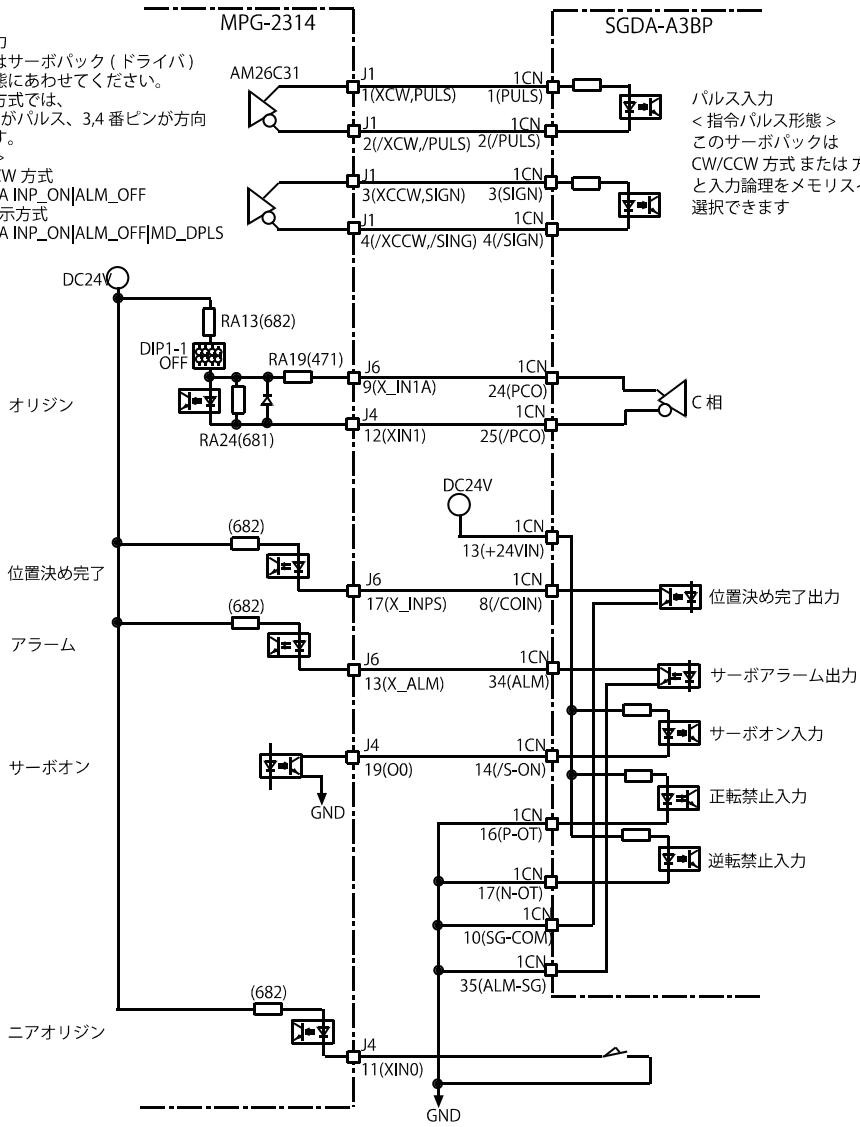 MPG-2314
SGDA-A3BP
はサーボパック ( ドライバ )
態にあわせてください。
方式では、
がパルス、3,4 番ピンが方向
す。
>
CW 方式
A INP_ON|ALM_OFF
示方式
A INP_ON|ALM_OFF|MD_DPLS
AM26C31
J1
1(XCW,PULS)
1CN
1(PULS)
J1
2(/XCW,/PULS)
1CN
2(/PULS)
J1
3(XCCW,SIGN)
1CN
3(SIGN)
J1
4(/XCCW,/SING)
1CN
4(/SIGN)
パルス入力
< 指令パルス形態 >
このサーボパックは
CW/CCW 方式 または
と入力論理をメモリスイ
選択できます
DC24V
RA13(682)
DIP1-1
OFF
RA19(471)
オリジン
RA24(681)
J6
9(X_IN1A)
1CN
24(PCO)
J4
12(XIN1)
1CN
25(/PCO)
C 相
DC24V
1CN
13(+24VIN)
(682)
位置決め完了
J6
17(X_INPS)
1CN
8(/COIN)
位置決め完了出力
(682)
アラーム
J6
13(X_ALM)
1CN
34(ALM)
サーボアラーム出力
サーボオン入力
サーボオン
J4
19(O0)
1CN
14(/S-ON)
GND
正転禁止入力
1CN
16(P-OT)
逆転禁止入力
1CN
17(N-OT)
1CN
10(SG-COM)
1CN
35(ALM-SG)
(682)
ニアオリジン
J4
11(XIN0)
GND